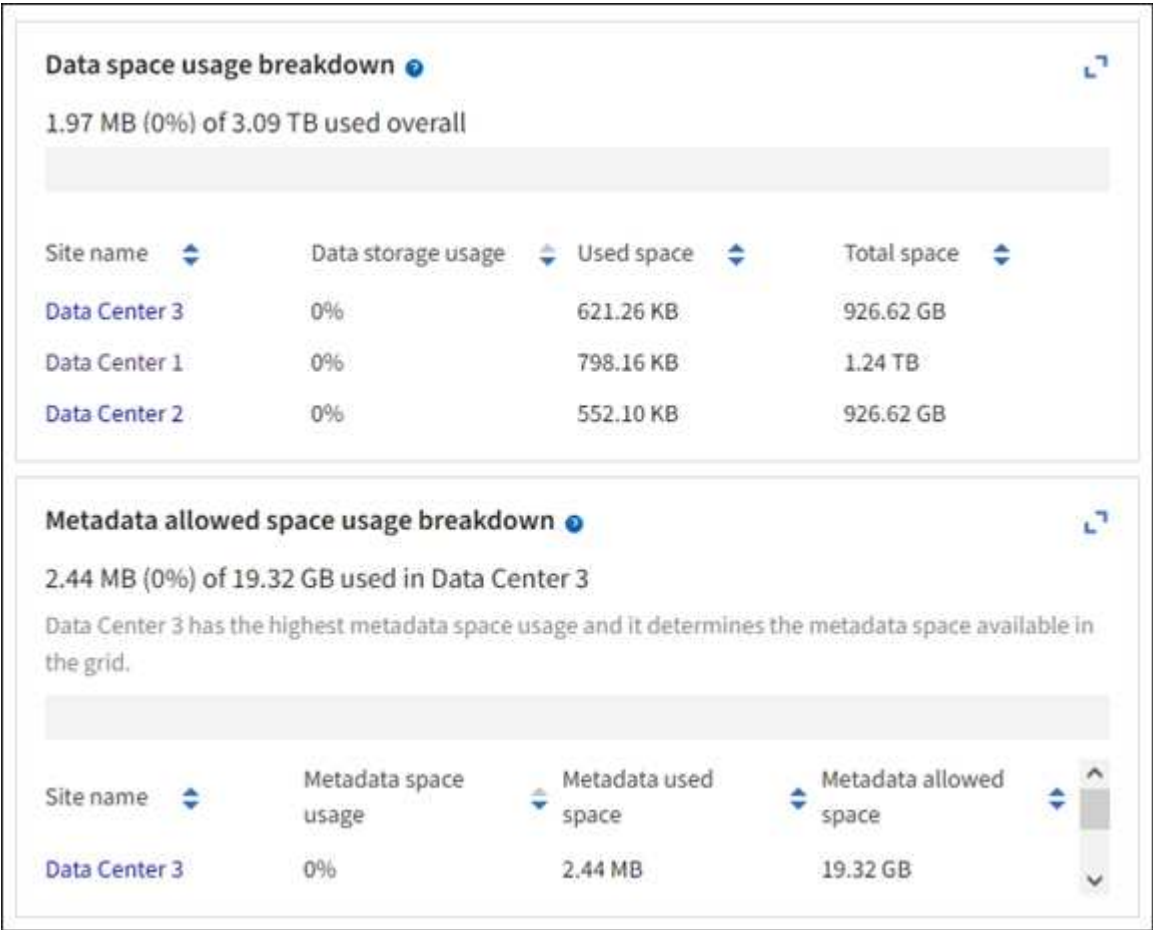 Data space usage breakdown
1.97 MB (0%) of 3.09 TB used overall
Site name Data storage usage Used space Total space
Data Center 3 0% 621.26 KB 926.62 GB
Data Center 1 0% 798.16 KB 1.24 TB
Data Center 2 0% 552.10 KB 926.62 GB
Metadata allowed space usage breakdown
2.44 MB (0%) of 19.32 GB used in Data Center 3
Data Center 3 has the highest metadata space usage and it determines the metadata space available in
the grid.
Site name Metadata space usage Metadata used space Metadata allowed space
Data Center 3 0% 2.44 MB 19.32 GB